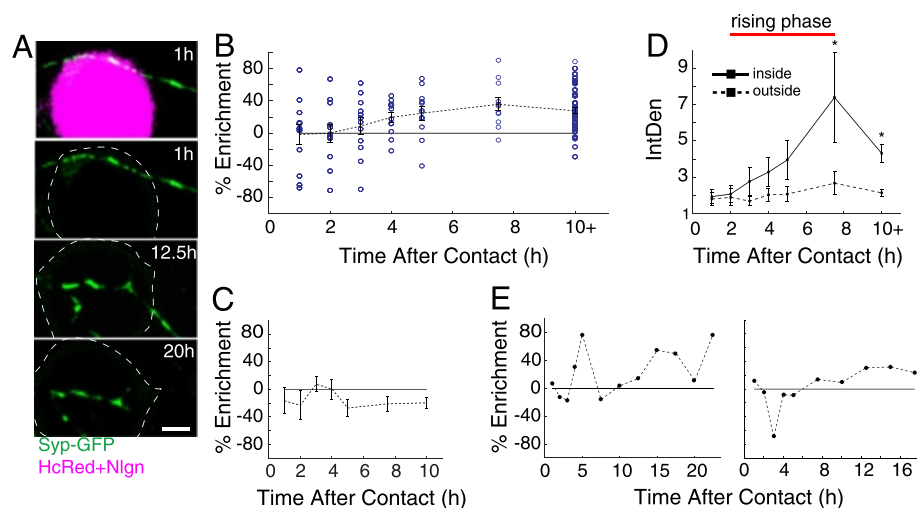 A
1h
1h
12.5h
20h
Syp-GFP
HcRed+Nlgn
B
% Enrichment
80
40
0
-40
-80
0 2 4 6 8 10+
Time After Contact (h)
C
% Enrichment
80
40
0
-40
-80
0 2 4 6 8 10
Time After Contact (h)
D
rising phase
* *
inside
outside
IntDen
9
7
5
3
1
0 2 4 6 8 10+
Time After Contact (h)
E
% Enrichment
80
40
0
-40
-80
0 5 10 15 20
0 4 8 12 16
Time After Contact (h)